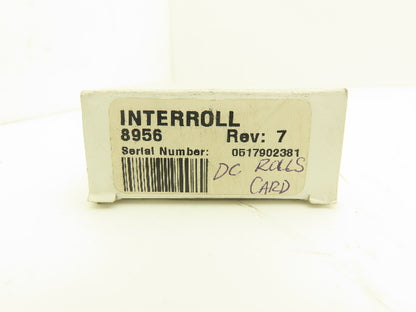 INTERROLL
8956 Rev: 7
Serial Number: 0517902381
DC ROLLS
CARD